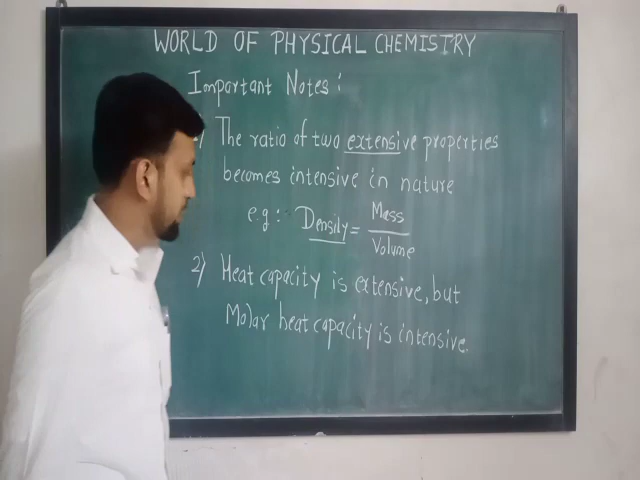 WORLD OF PHYSICAL CHEMISTRY
Important Notes:
) The ratio of two extensive properties
becomes intensive in nature
e.g:- Density = Mass
Volume
2) Heat capacity is extensive, but
Molar heat capacity is intensive.